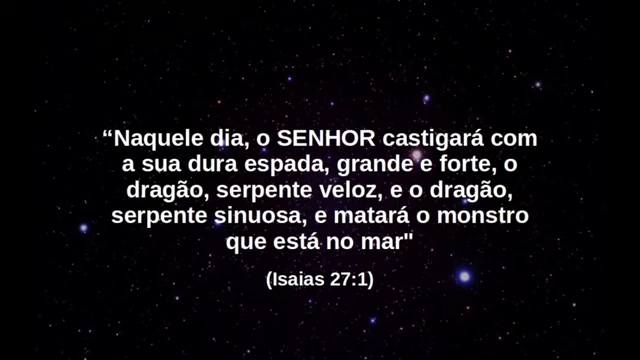 “Naquele dia, o SENHOR castigará com
a sua dura espada, grande e forte, o
dragão, serpente veloz, e o dragão,
serpente sinuosa, e matará o monstro
que está no mar"
(Isaias 27:1)